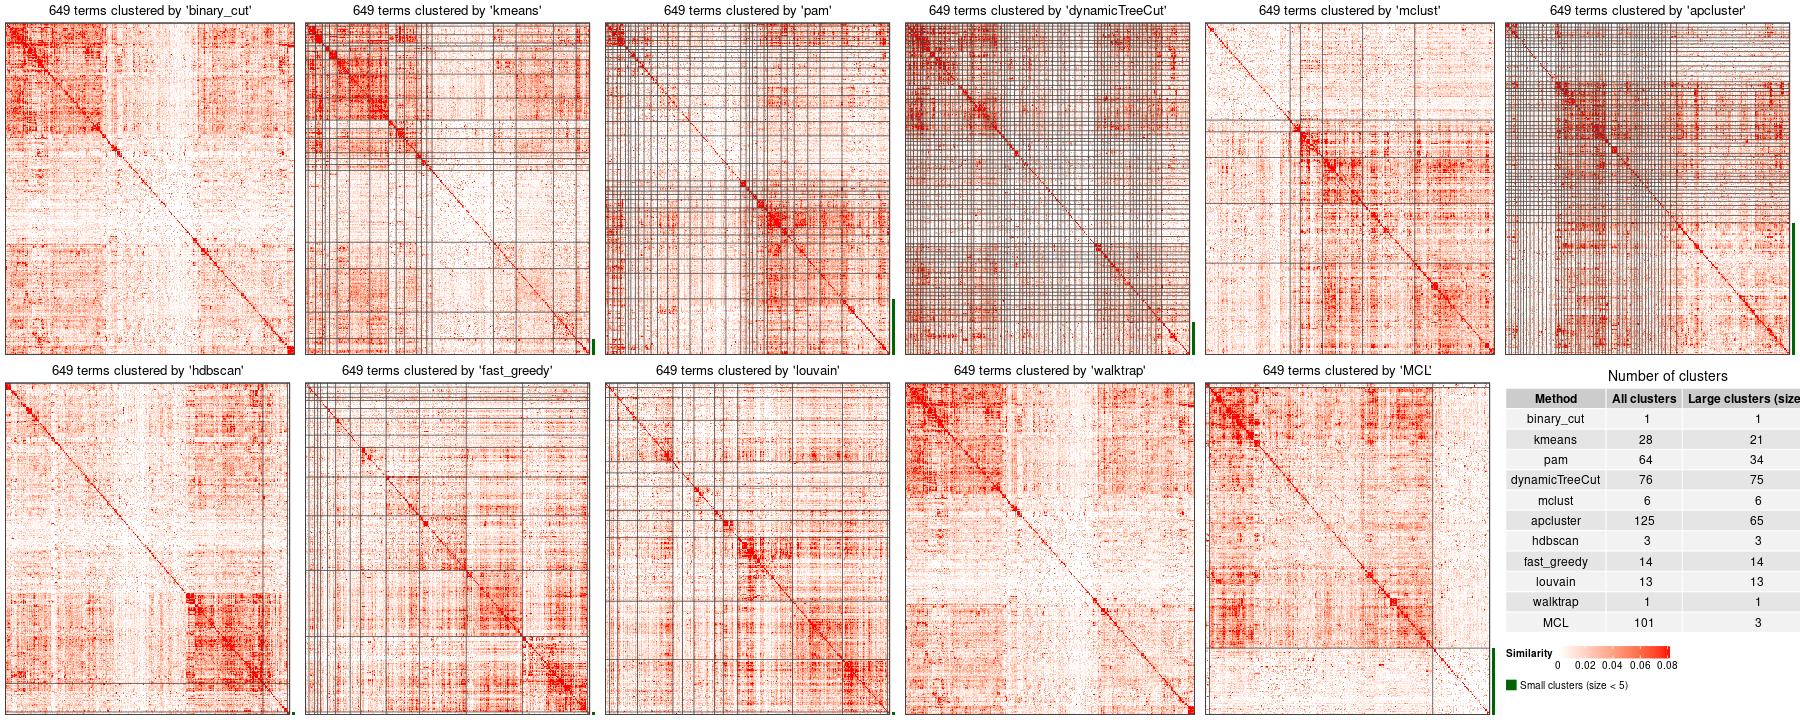 649 terms clustered by 'binary_cut'
649 terms clustered by 'kmeans'
649 terms clustered by 'pam'
649 terms clustered by 'dynamicTreeCut'
649 terms clustered by 'mclust'
649 terms clustered by 'apcluster'
649 terms clustered by 'hdbscan'
649 terms clustered by 'fast_greedy'
649 terms clustered by 'louvain'
649 terms clustered by 'walktrap'
649 terms clustered by 'MCL'
Number of clusters
Method All clusters Large clusters (size
binary_cut 1 1
kmeans 28 21
pam 64 34
dynamicTreeCut 76 75
mclust 6 6
apcluster 125 65
hdbscan 3 3
fast_greedy 14 14
louvain 13 13
walktrap 1 1
MCL 101 3
Similarity
0 0.02 0.04 0.06 0.08
Small clusters (size < 5)